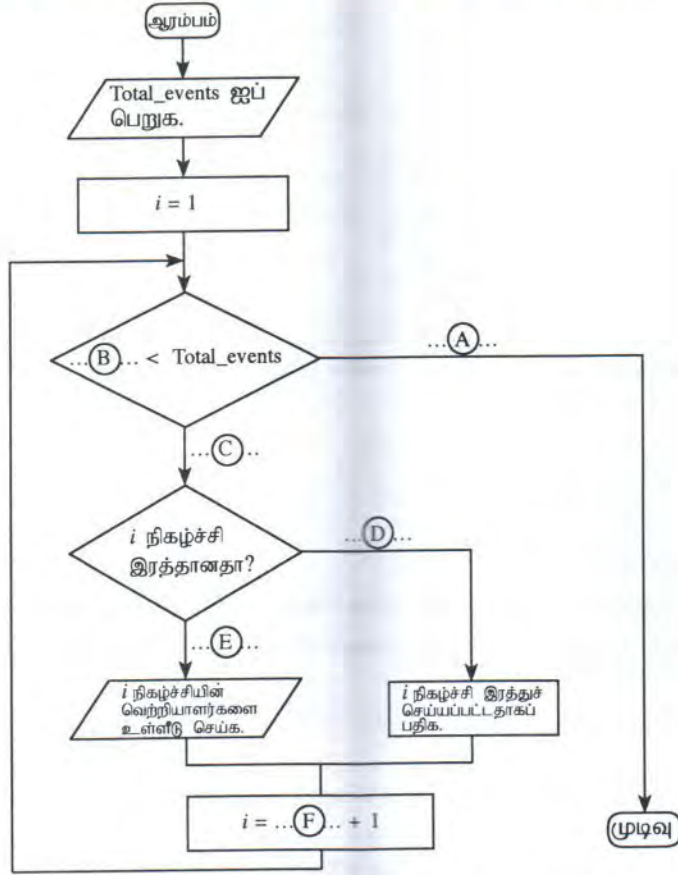 ஆரம்பம்
Total_events ஐப்
பெறுக.
i = 1
...Ⓑ... < Total_events
...Ⓐ...
...Ⓒ..
i நிகழ்ச்சி
இரத்தானதா?
...Ⓓ...
...Ⓔ...
i நிகழ்ச்சியின்
வெற்றியாளர்களை
உள்ளீடு செய்க.
i நிகழ்ச்சி இரத்துச்
செய்யப்பட்டதாகப்
பதிக.
i = ...Ⓕ... + 1
முடிவு